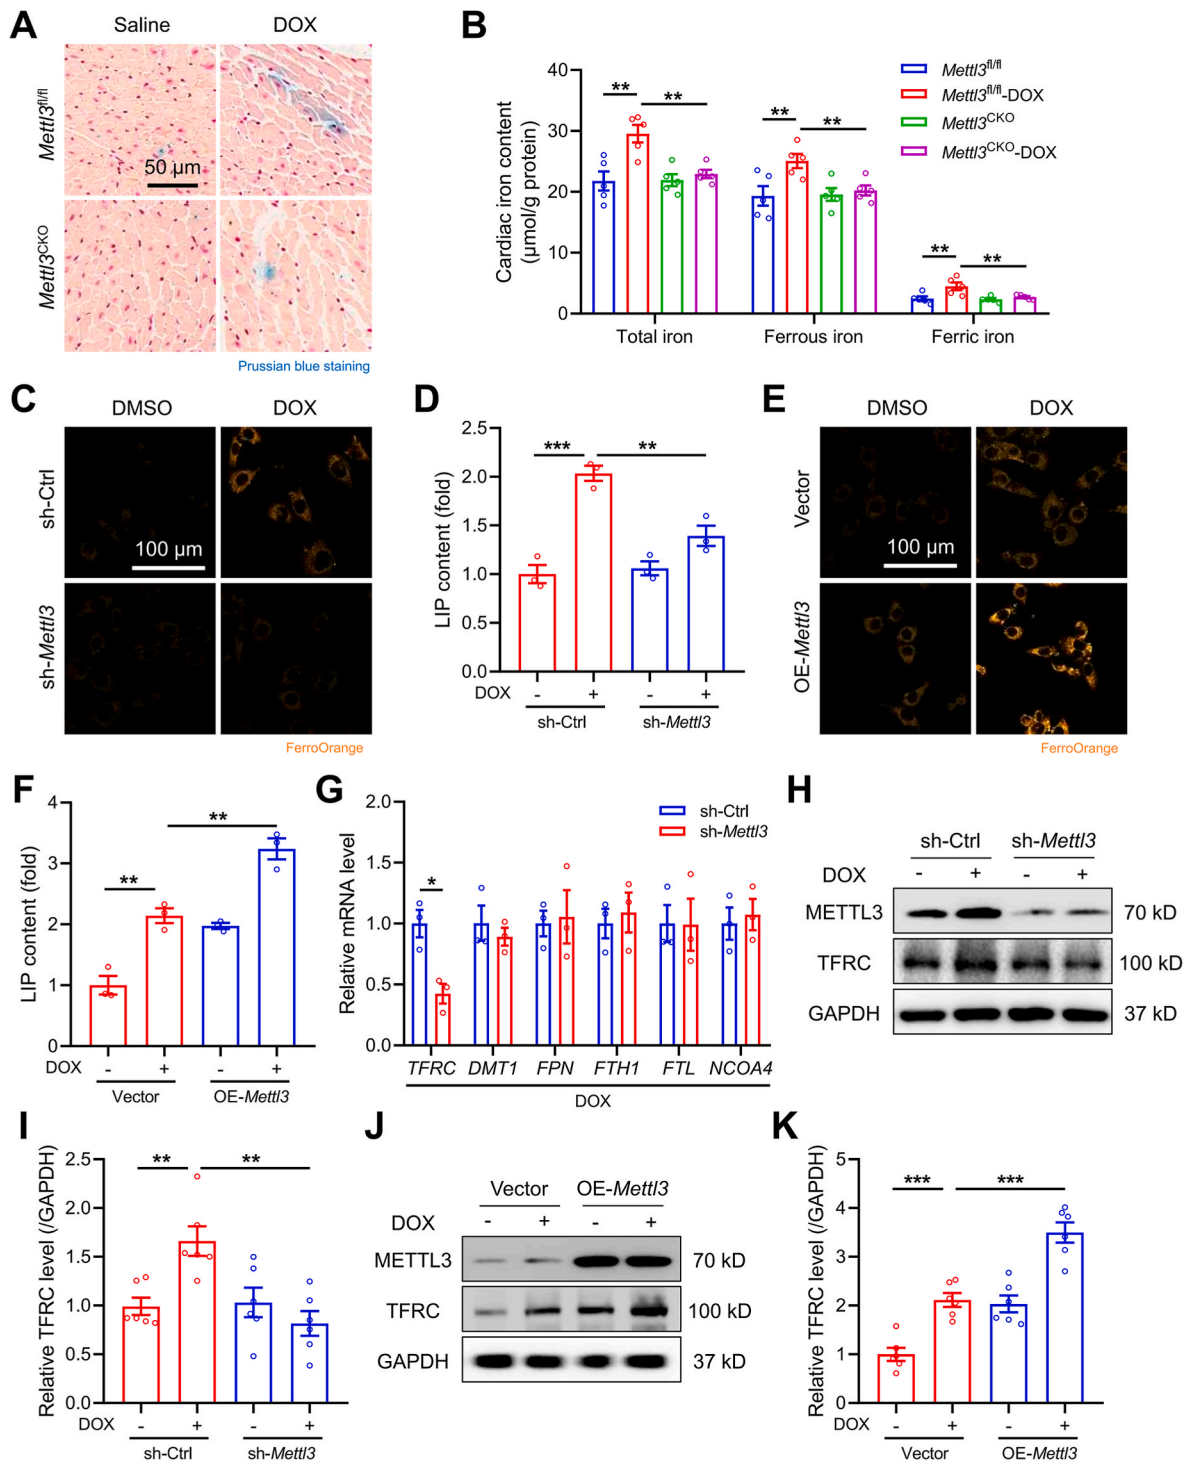 A
Saline DOX
Mettl3fl/fl
50 µm
Mettl3CKO
Prussian blue staining
B
Cardiac iron content
(µmol/g protein)
40
30
20
10
0
** ** ** ** ** **
Total iron Ferrous iron Ferric iron
Mettl3fl/fl
Mettl3fl/fl-DOX
Mettl3CKO
Mettl3CKO-DOX
C
DMSO DOX
sh-Ctrl
100 µm
sh-Mettl3
FerroOrange
D
LIP content (fold)
2.5
2.0
1.5
1.0
0.5
0.0
*** **
DOX - + - +
sh-Ctrl sh-Mettl3
E
DMSO DOX
Vector
100 µm
OE-Mettl3
FerroOrange
F
LIP content (fold)
4
3
2
1
0
** **
DOX - + - +
Vector OE-Mettl3
G
Relative mRNA level
2.0
1.5
1.0
0.5
0.0
sh-Ctrl
sh-Mettl3
*
TFRC DMT1 FPN FTH1 FTL NCOA4
DOX
H
sh-Ctrl sh-Mettl3
DOX - + - +
METTL3 70 kD
TFRC 100 kD
GAPDH 37 kD
I
Relative TFRC level (/GAPDH)
2.5
2.0
1.5
1.0
0.5
0.0
** **
DOX - + - +
sh-Ctrl sh-Mettl3
J
Vector OE-Mettl3
DOX - + - +
METTL3 70 kD
TFRC 100 kD
GAPDH 37 kD
K
Relative TFRC level (/GAPDH)
5
4
3
2
1
0
*** ***
DOX - + - +
Vector OE-Mettl3